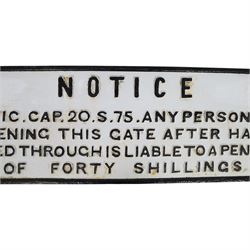 NOTICE
IC. CAP. 20. S. 75. ANY PERSON
ENING THIS GATE AFTER HA
ED THROUGH IS LIABLE TO A PEN
OF FORTY SHILLINGS